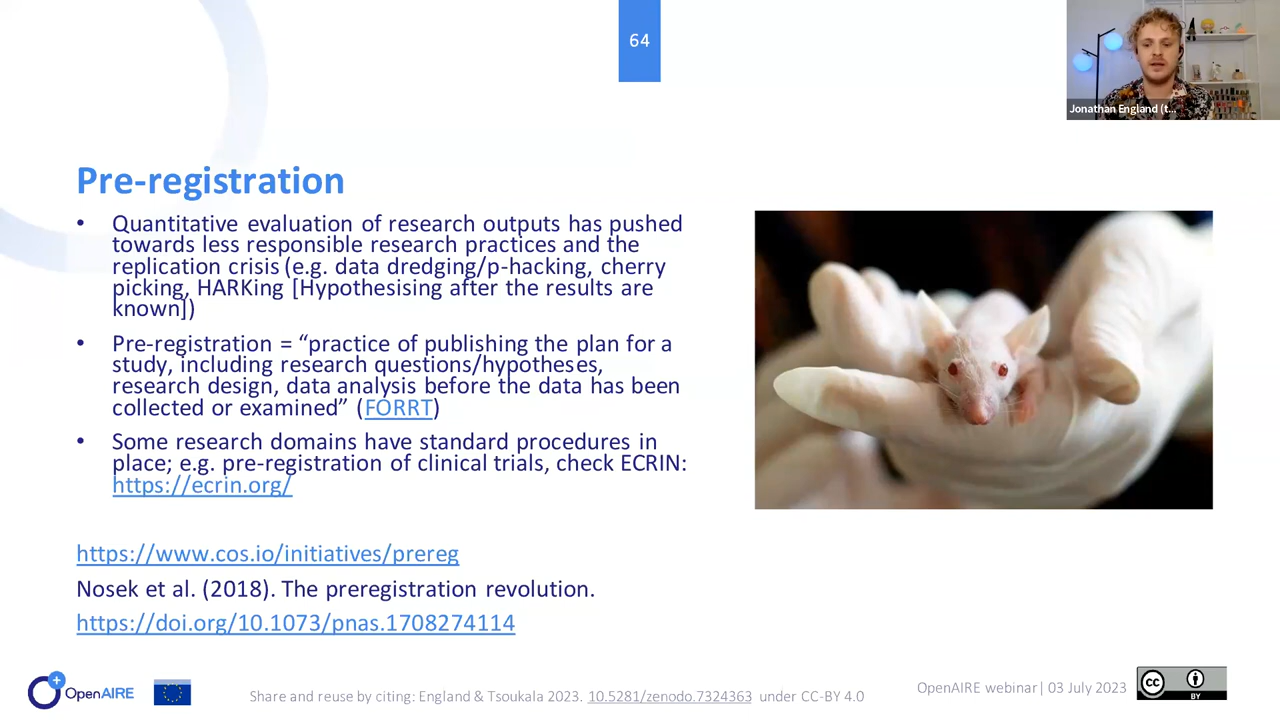 64
Jonathan England (t...
Pre-registration
• Quantitative evaluation of research outputs has pushed
towards less responsible research practices and the
replication crisis (e.g. data dredging/p-hacking, cherry
picking, HARKing [Hypothesising after the results are
known])
• Pre-registration = “practice of publishing the plan for a
study, including research questions/hypotheses,
research design, data analysis before the data has been
collected or examined” (FORRT)
• Some research domains have standard procedures in
place; e.g. pre-registration of clinical trials, check ECRIN:
https://ecrin.org/
https://www.cos.io/initiatives/prereg
Nosek et al. (2018). The preregistration revolution.
https://doi.org/10.1073/pnas.1708274114
OpenAIRE
Share and reuse by citing: England & Tsoukala 2023. 10.5281/zenodo.7324363 under CC-BY 4.0
OpenAIRE webinar| 03 July 2023
cc
BY